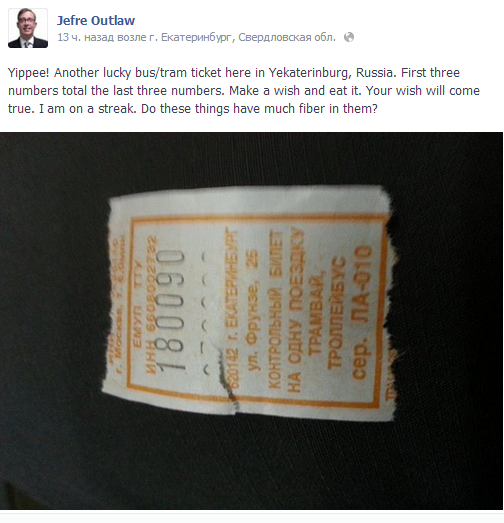 Jefre Outlaw
13 ч. назад возле г. Екатеринбург, Свердловская обл.
Yippee! Another lucky bus/tram ticket here in Yekaterinburg, Russia. First three
numbers total the last three numbers. Make a wish and eat it. Your wish will come
true. I am on a streak. Do these things have much fiber in them?
г. Москва, т.
ЕМУП ТТУ
ИНН 6608002732
180090
620142 г. ЕКАТЕРИНБУРГ
ул. Фрунзе, 26
КОНТРОЛЬНЫЙ БИЛЕТ
НА ОДНУ ПОЕЗДКУ
ТРАМВАЙ,
ТРОЛЛЕЙБУС
сер. ЛА-010